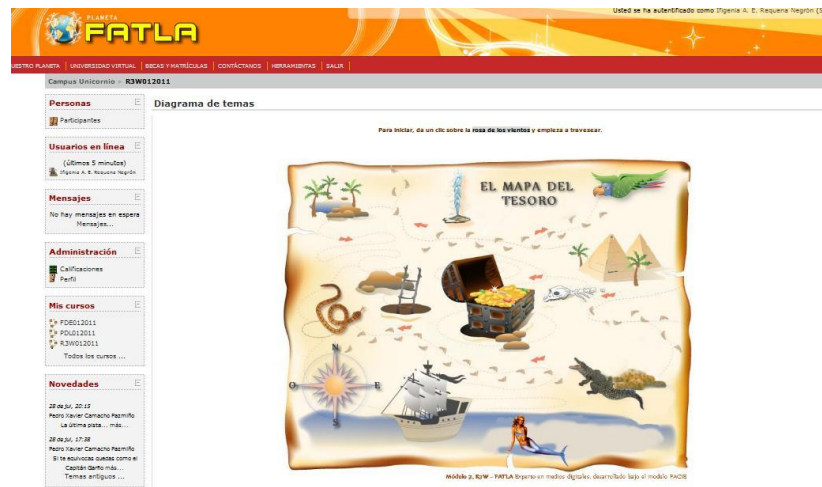 Usted se ha autentificado como Ifigenia A. E. Requena Negrón (S
PLANETA
FATLA
UESTRO PLANETA | UNIVERSIDAD VIRTUAL | BECAS Y MATRÍCULAS | CONTÁCTANOS | HERRAMIENTAS | SALIR |
Campus Unicornio » R3W012011
Personas
Participantes
Usuarios en línea
(últimos 5 minutos)
Ifigenia A. E. Requena Negrón
Mensajes
No hay mensajes en espera
Mensajes...
Administración
Calificaciones
Perfil
Mis cursos
FDE012011
PDL012011
R3W012011
Todos los cursos ...
Novedades
28 de jul, 20:15
Pedro Xavier Camacho Pazmiño
La última pista... más...
28 de jul, 17:38
Pedro Xavier Camacho Pazmiño
Si te equivocas quedas como el
Capitán Garfio más...
Temas antiguos ...
Diagrama de temas
Para iniciar, da un clic sobre la rosa de los vientos y empieza a travesear.
EL MAPA DEL
TESORO
N
O E
S
Módulo 3, R3W - FATLA Experto en medios digitales, desarrollado bajo el modelo PACIE